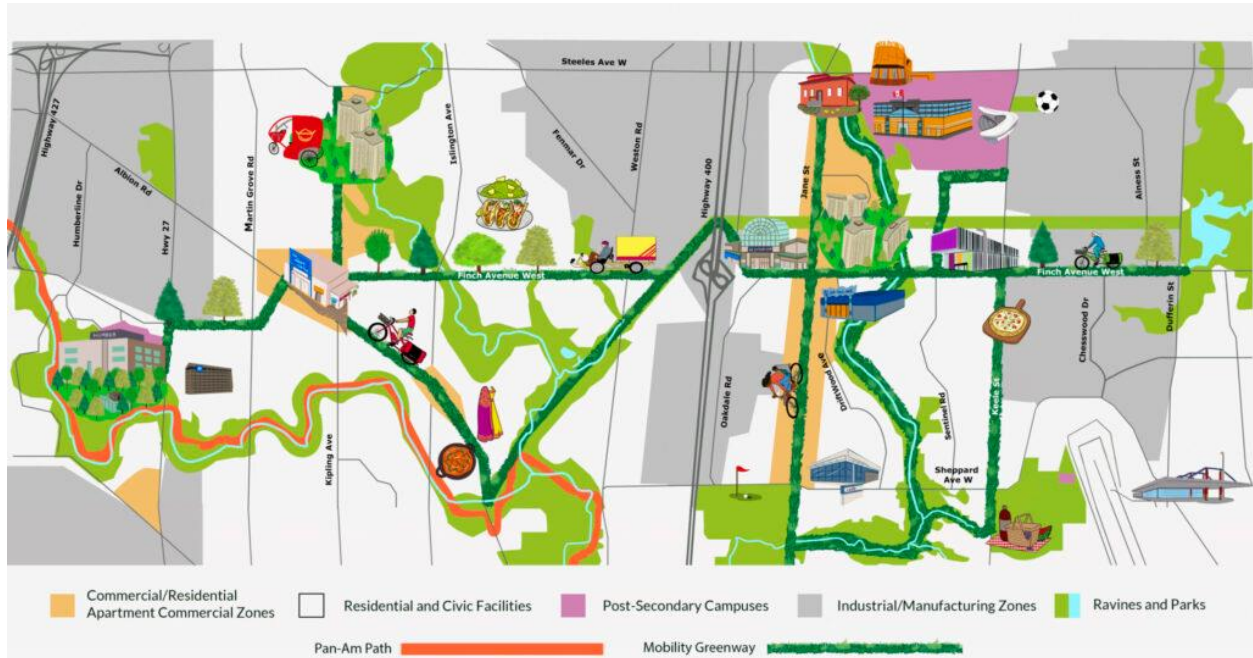 Steeles Ave W
Highway 427
Humberline Dr
Albion Rd
Hwy 27
Martin Grove Rd
Islington Ave
Fenmar Dr
Weston Rd
Highway 400
Jane St
Alness St
Finch Avenue West
Finch Avenue West
Kipling Ave
Oakdale Rd
Driftwood Ave
Sentinel Rd
Keele St
Chesswood Dr
Dufferin St
Sheppard
Ave W
Commercial/Residential
Apartment Commercial Zones
Residential and Civic Facilities
Post-Secondary Campuses
Industrial/Manufacturing Zones
Ravines and Parks
Pan-Am Path
Mobility Greenway